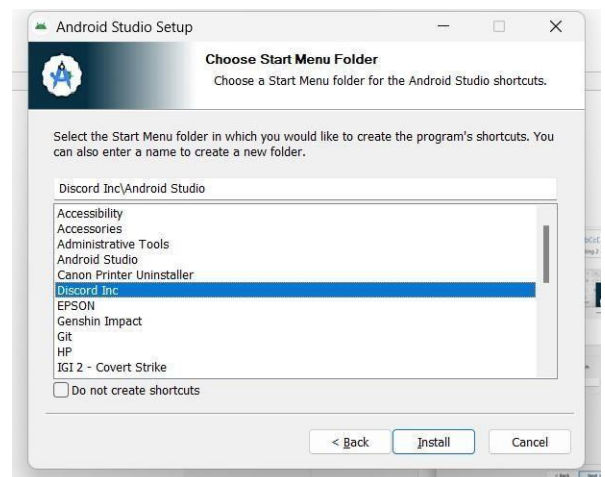 Android Studio Setup
Choose Start Menu Folder
Choose a Start Menu folder for the Android Studio shortcuts.
Select the Start Menu folder in which you would like to create the program's shortcuts. You
can also enter a name to create a new folder.
Discord Inc\Android Studio
Accessibility
Accessories
Administrative Tools
Android Studio
Canon Printer Uninstaller
Discord Inc
EPSON
Genshin Impact
Git
HP
IGI 2 - Covert Strike
Do not create shortcuts
< Back
Install
Cancel